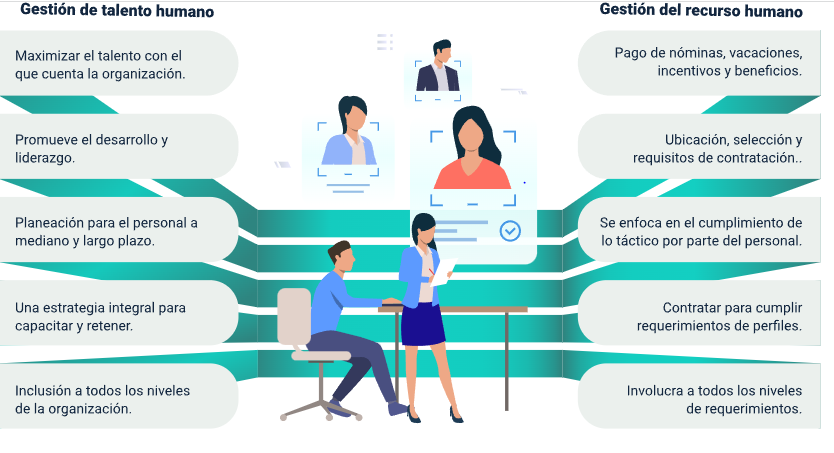 Gestión de talento humano
Maximizar el talento con el
que cuenta la organización.
Promueve el desarrollo y
liderazgo.
Planeación para el personal a
mediano y largo plazo.
Una estrategia integral para
capacitar y retener.
Inclusión a todos los niveles
de la organización.
Gestión del recurso humano
Pago de nóminas, vacaciones,
incentivos y beneficios.
Ubicación, selección y
requisitos de contratación..
Se enfoca en el cumplimiento de
lo táctico por parte del personal.
Contratar para cumplir
requerimientos de perfiles.
Involucra a todos los niveles
de requerimientos.